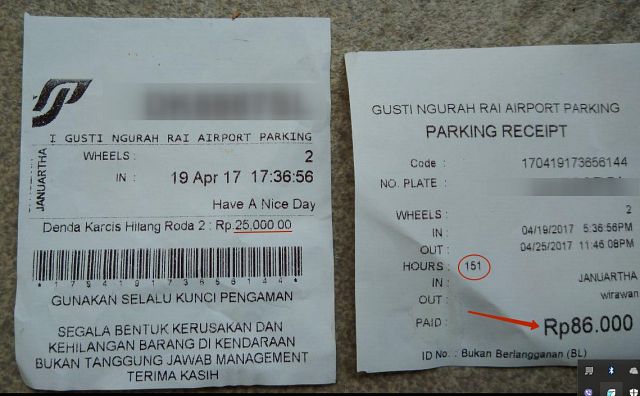 I GUSTI NGURAH RAI AIRPORT PARKING
WHEELS : 2
IN : 19 Apr 17 17:36:56
JANUARTHA
Have A Nice Day
Denda Karcis Hilang Roda 2 : Rp.25,000.00
GUNAKAN SELALU KUNCI PENGAMAN
SEGALA BENTUK KERUSAKAN DAN
KEHILANGAN BARANG DI KENDARAAN
BUKAN TANGGUNG JAWAB MANAGEMENT
TERIMA KASIH
GUSTI NGURAH RAI AIRPORT PARKING
PARKING RECEIPT
Code : 170419173656144
NO. PLATE :
WHEELS : 2
IN : 04/19/2017 5:36:56PM
OUT : 04/25/2017 11:46:08PM
HOURS : 151
IN : JANUARTHA
OUT : wirawan
PAID : Rp86.000
ID No. : Bukan Berlangganan (BL)